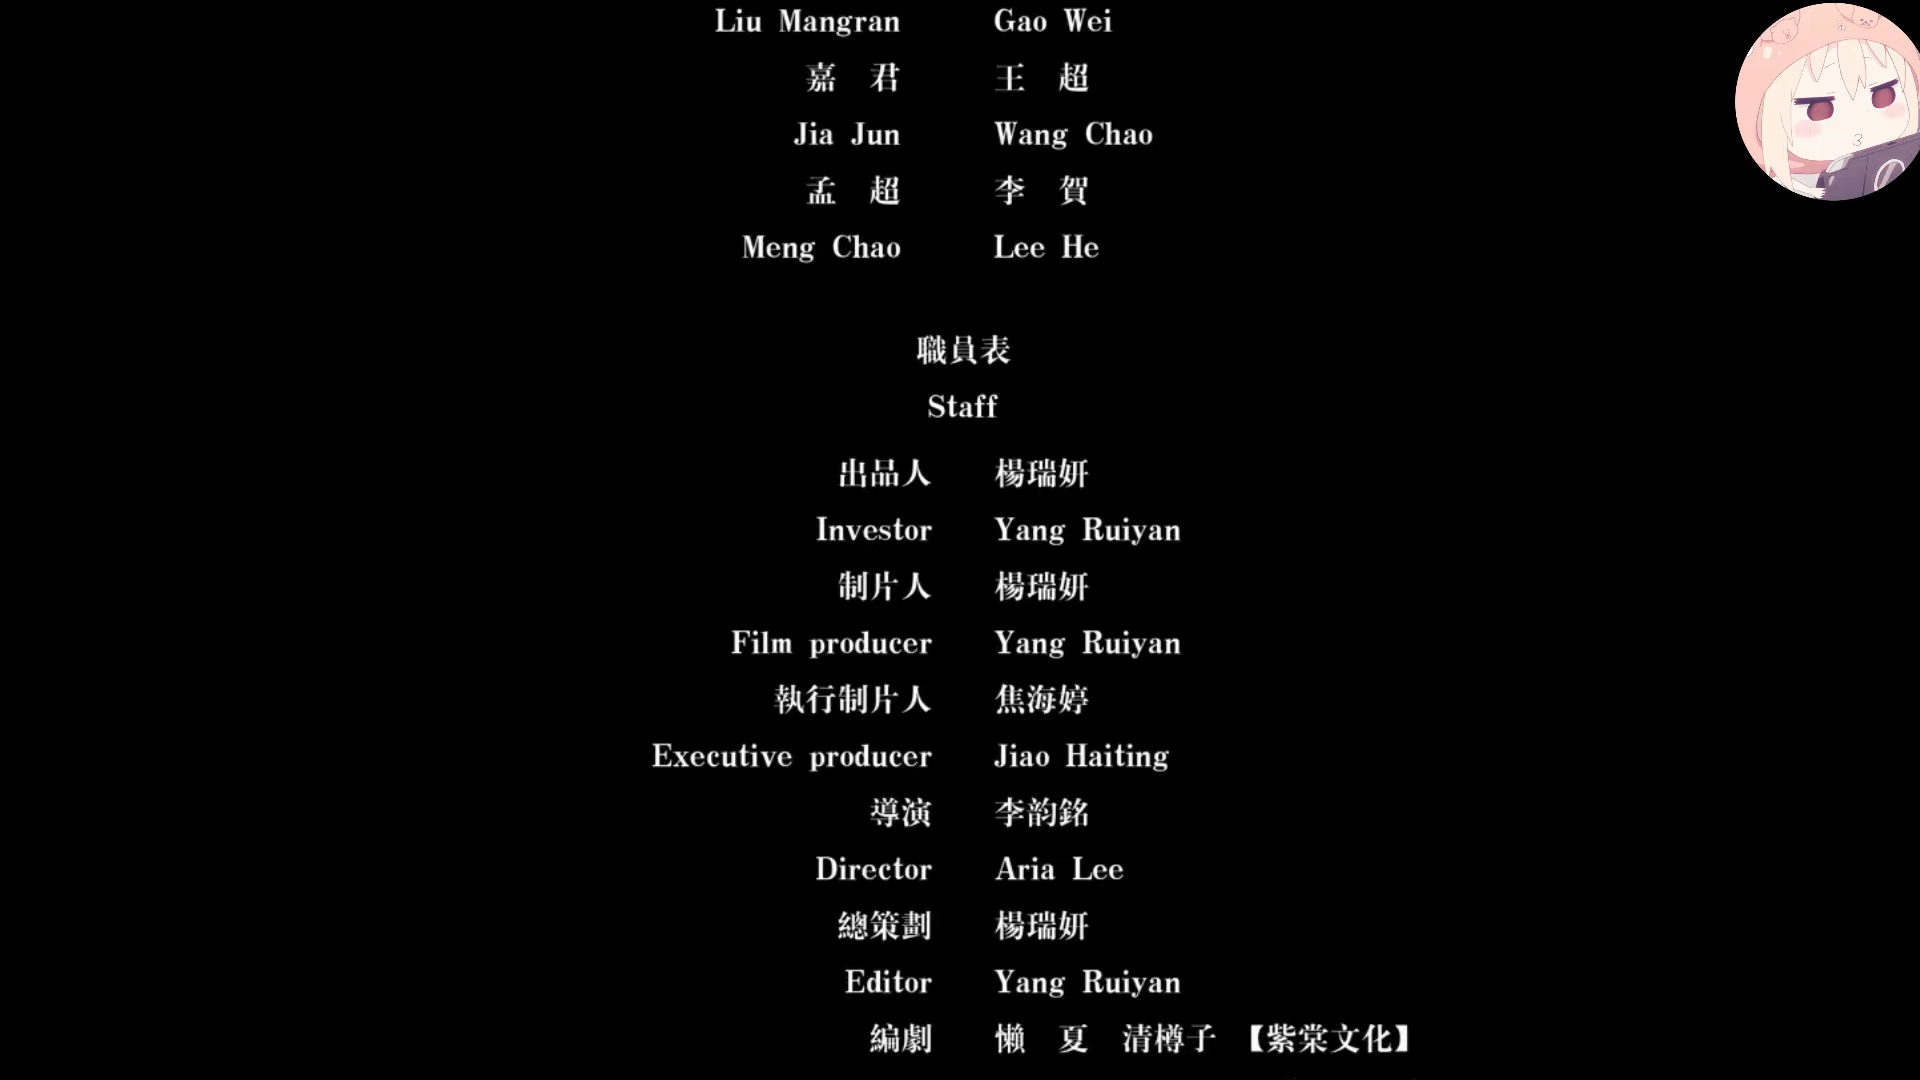 Liu Mangran Gao Wei
嘉 君 王 超
Jia Jun Wang Chao
孟 超 李 賀
Meng Chao Lee He
職員表
Staff
出品人 楊瑞妍
Investor Yang Ruiyan
制片人 楊瑞妍
Film producer Yang Ruiyan
執行制片人 焦海婷
Executive producer Jiao Haiting
導演 李韵銘
Director Aria Lee
總策劃 楊瑞妍
Editor Yang Ruiyan
編劇 懒 夏 清樽子 【紫棠文化】